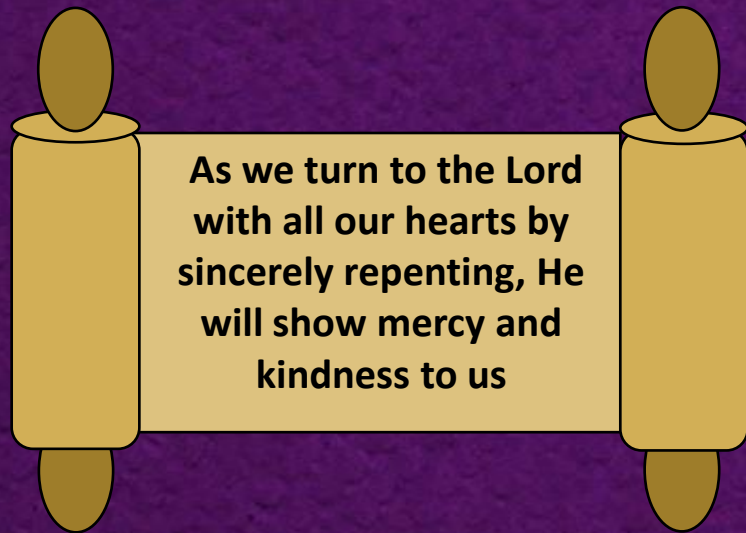 As we turn to the Lord
with all our hearts by
sincerely repenting, He
will show mercy and
kindness to us